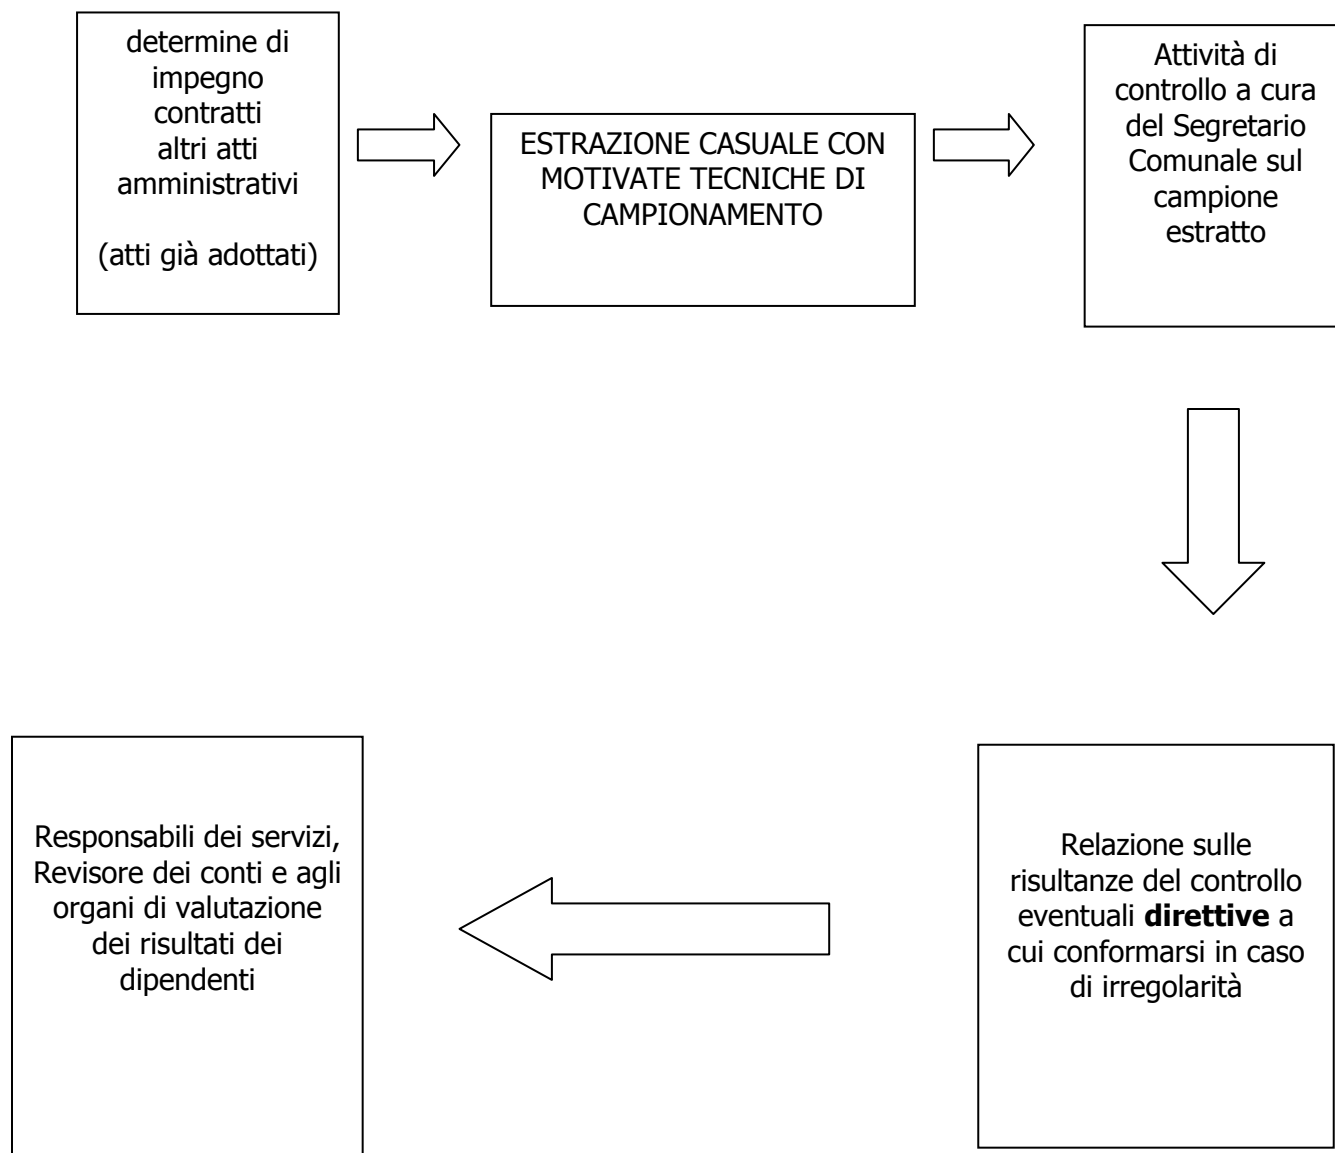 determine di
impegno
contratti
altri atti
amministrativi
(atti già adottati)
ESTRAZIONE CASUALE CON
MOTIVATE TECNICHE DI
CAMPIONAMENTO
Attività di
controllo a cura
del Segretario
Comunale sul
campione
estratto
Relazione sulle
risultanze del controllo
eventuali direttive a
cui conformarsi in caso
di irregolarità
Responsabili dei servizi,
Revisore dei conti e agli
organi di valutazione
dei risultati dei
dipendenti